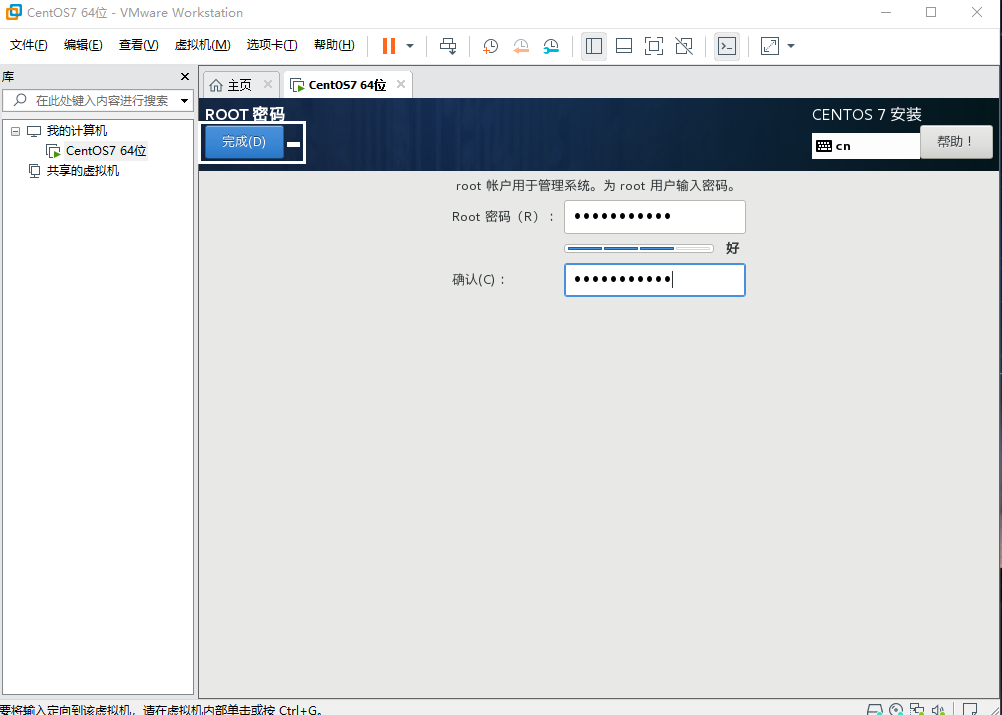 CentOS7 64位 - VMware Workstation
文件(F) 编辑(E) 查看(V) 虚拟机(M) 选项卡(T) 帮助(H)
库
在此处键入内容进行搜索
我的计算机
CentOS7 64位
共享的虚拟机
主页 CentOS7 64位
ROOT 密码
完成(D)
CENTOS 7 安装
cn
帮助！
root 帐户用于管理系统。为 root 用户输入密码。
Root 密码（R）：
●●●●●●●●●●●
好
确认(C)：
●●●●●●●●●●●
要将输入定向到该虚拟机，请在虚拟机内部单击或按 Ctrl+G。